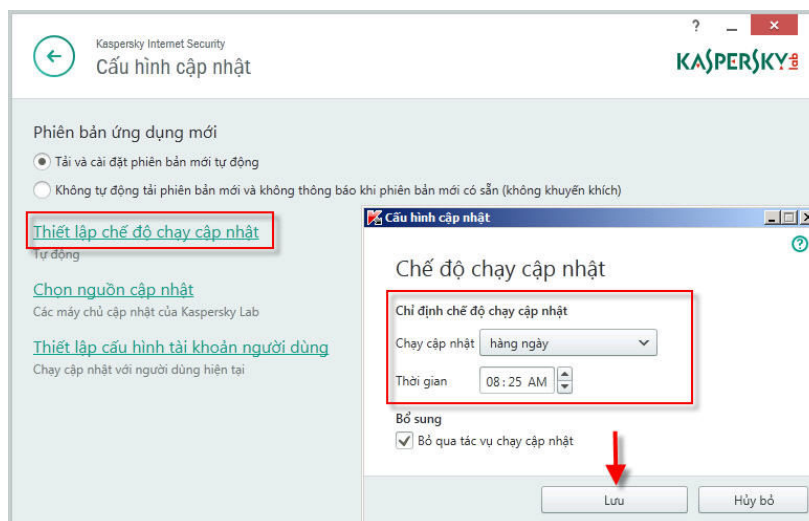 Kaspersky Internet Security
Cấu hình cập nhật
?
KASPERSKY lab
Phiên bản ứng dụng mới
Tải và cài đặt phiên bản mới tự động
Không tự động tải phiên bản mới và không thông báo khi phiên bản mới có sẵn (không khuyến khích)
Thiết lập chế độ chạy cập nhật
Tự động
Chọn nguồn cập nhật
Các máy chủ cập nhật của Kaspersky Lab
Thiết lập cấu hình tài khoản người dùng
Chạy cập nhật với người dùng hiện tại
Cấu hình cập nhật
?
Chế độ chạy cập nhật
Chỉ định chế độ chạy cập nhật
Chạy cập nhật hàng ngày
Thời gian 08:25 AM
Bổ sung
Bỏ qua tác vụ chạy cập nhật
Lưu Hủy bỏ